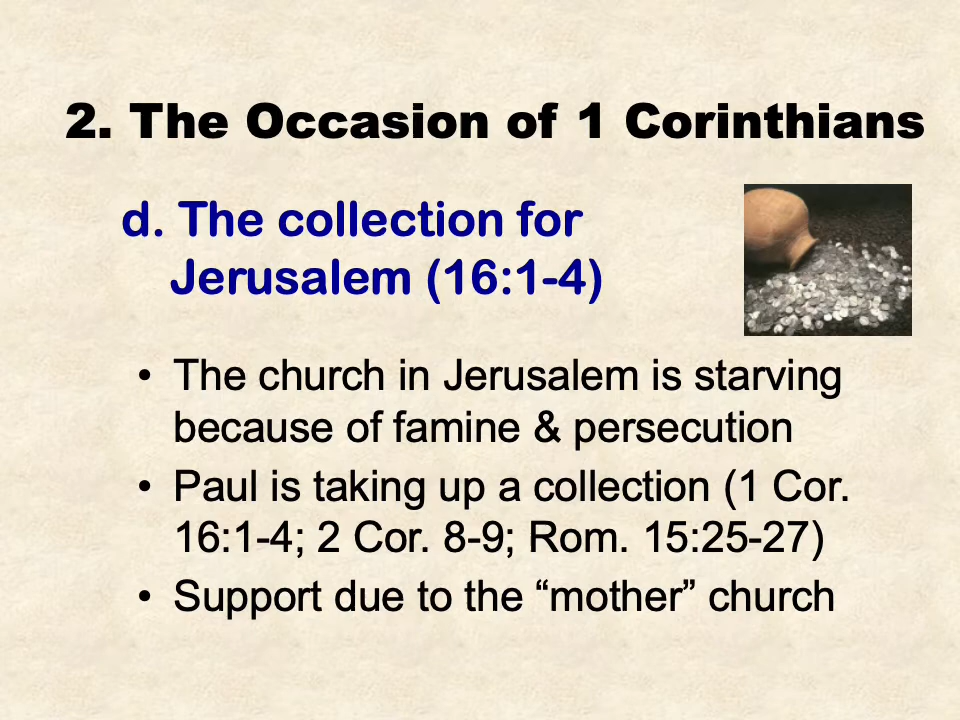 2. The Occasion of 1 Corinthians
d. The collection for
Jerusalem (16:1-4)
• The church in Jerusalem is starving
because of famine & persecution
• Paul is taking up a collection (1 Cor.
16:1-4; 2 Cor. 8-9; Rom. 15:25-27)
• Support due to the “mother” church